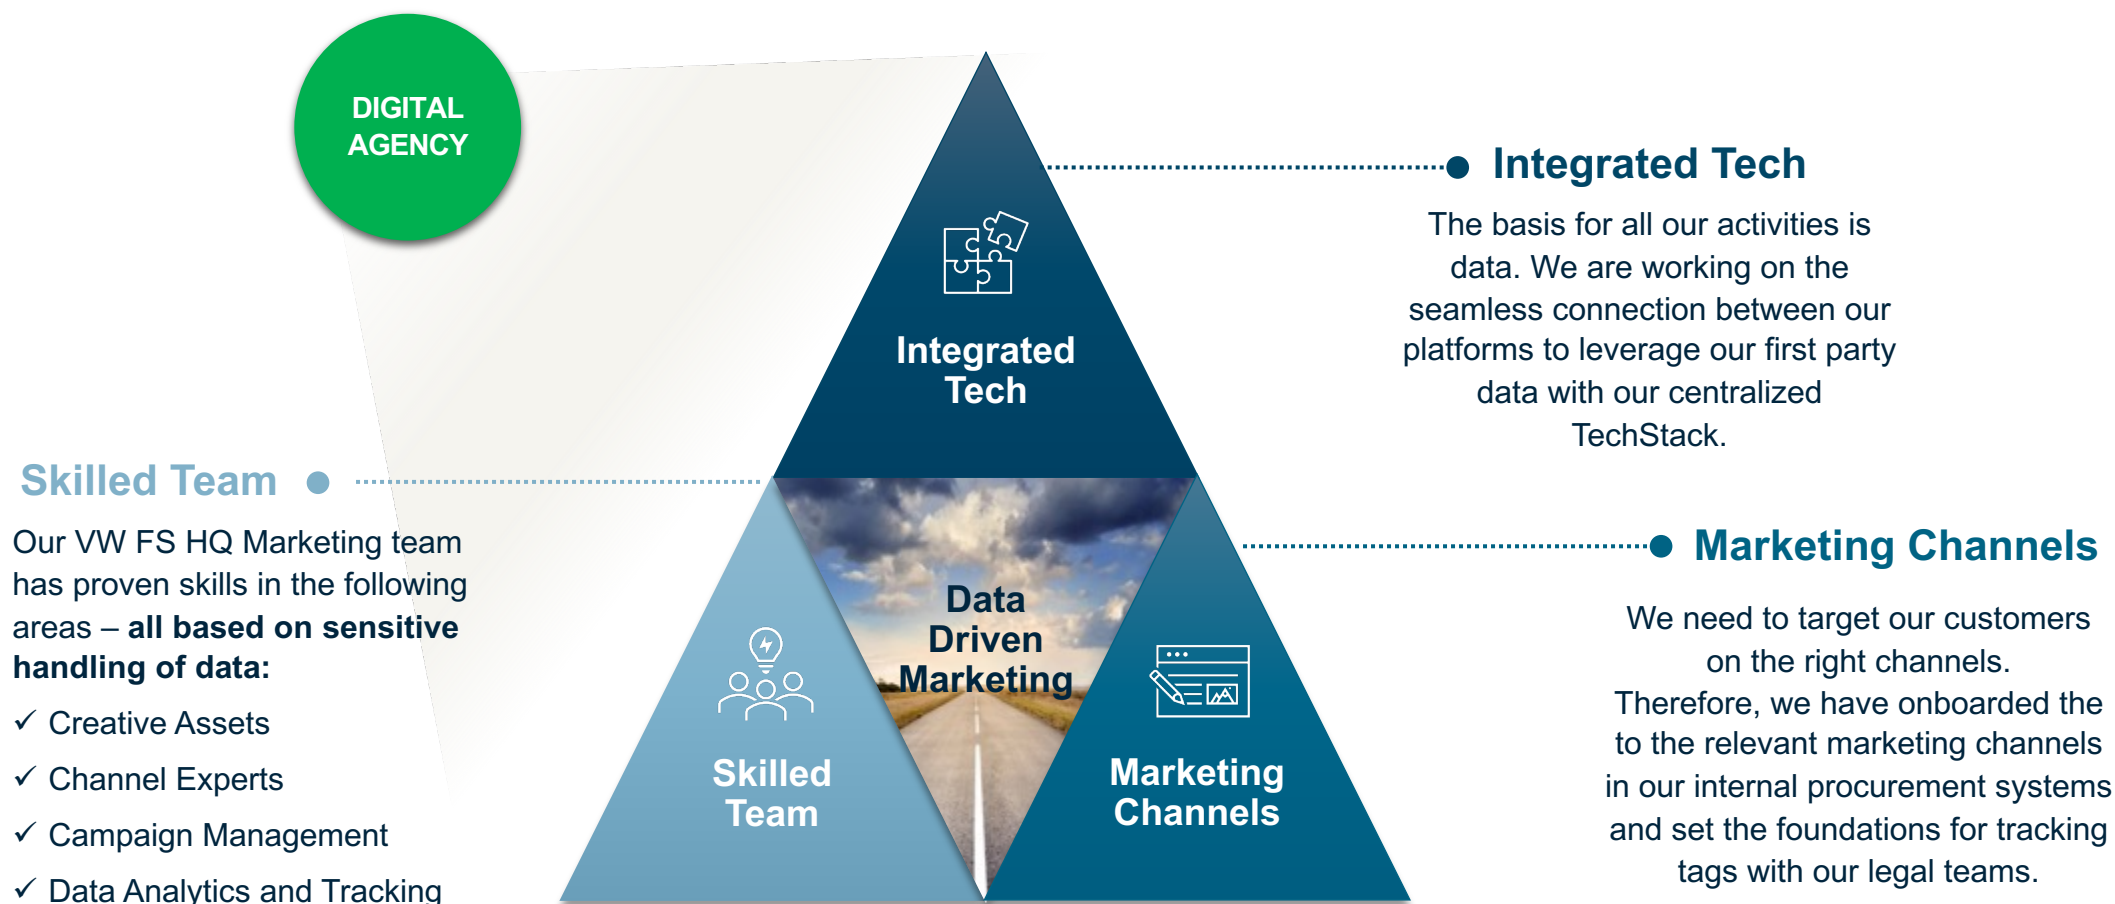 DIGITAL
AGENCY
Integrated
Tech
Integrated Tech
The basis for all our activities is
data. We are working on the
seamless connection between our
platforms to leverage our first party
data with our centralized
TechStack.
Skilled Team
Our VW FS HQ Marketing team
has proven skills in the following
areas – all based on sensitive
handling of data:
✓ Creative Assets
✓ Channel Experts
✓ Campaign Management
✓ Data Analytics and Tracking
Data
Driven
Marketing
Skilled
Team
Marketing
Channels
Marketing Channels
We need to target our customers
on the right channels.
Therefore, we have onboarded the
to the relevant marketing channels
in our internal procurement systems
and set the foundations for tracking
tags with our legal teams.